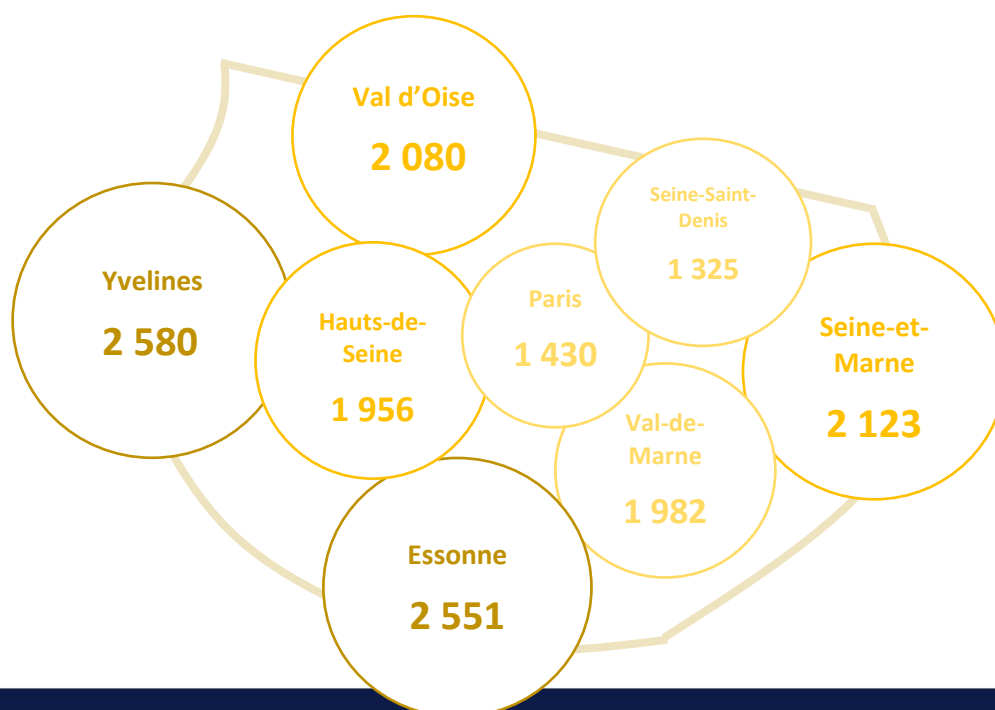 Val d’Oise
2 080
Seine-Saint-
Denis
1 325
Yvelines
2 580
Hauts-de-
Seine
1 956
Paris
1 430
Seine-et-
Marne
2 123
Val-de-
Marne
1 982
Essonne
2 551